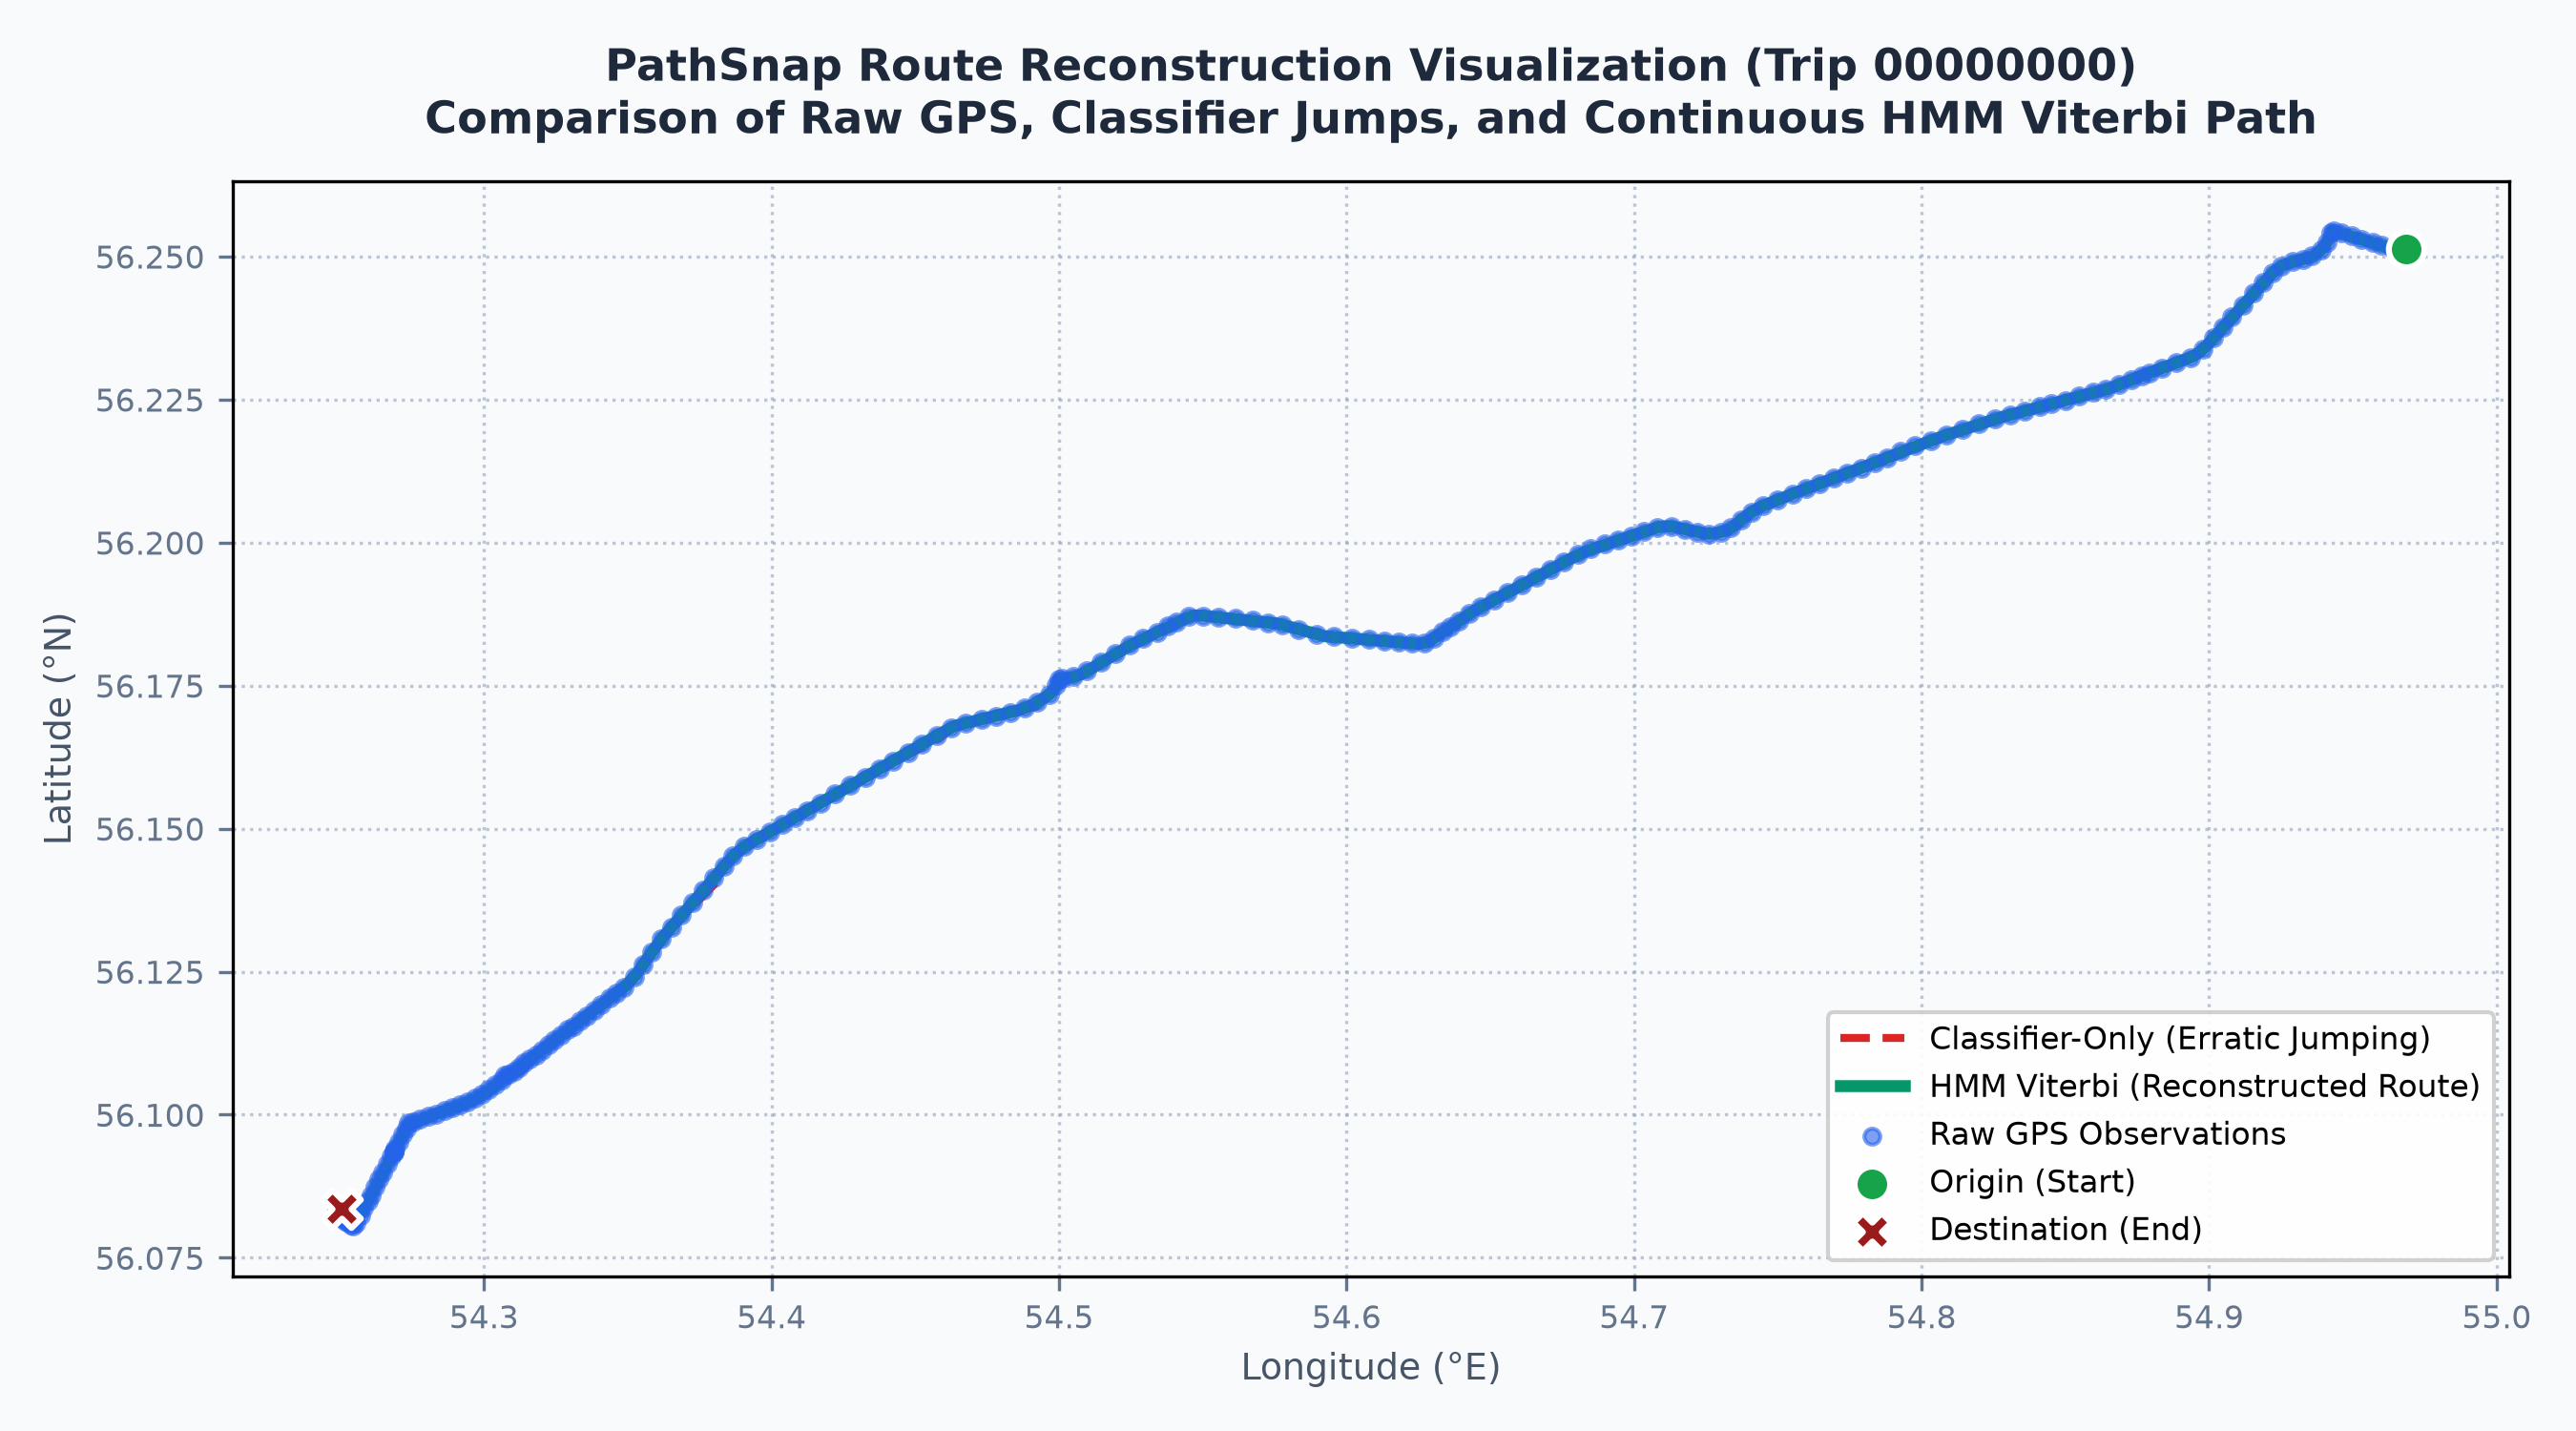 PathSnap Route Reconstruction Visualization (Trip 00000000)
Comparison of Raw GPS, Classifier Jumps, and Continuous HMM Viterbi Path
Latitude (°N)
56.250
56.225
56.200
56.175
56.150
56.125
56.100
56.075
Classifier-Only (Erratic Jumping)
HMM Viterbi (Reconstructed Route)
Raw GPS Observations
Origin (Start)
Destination (End)
54.3 54.4 54.5 54.6 54.7 54.8 54.9 55.0
Longitude (°E)